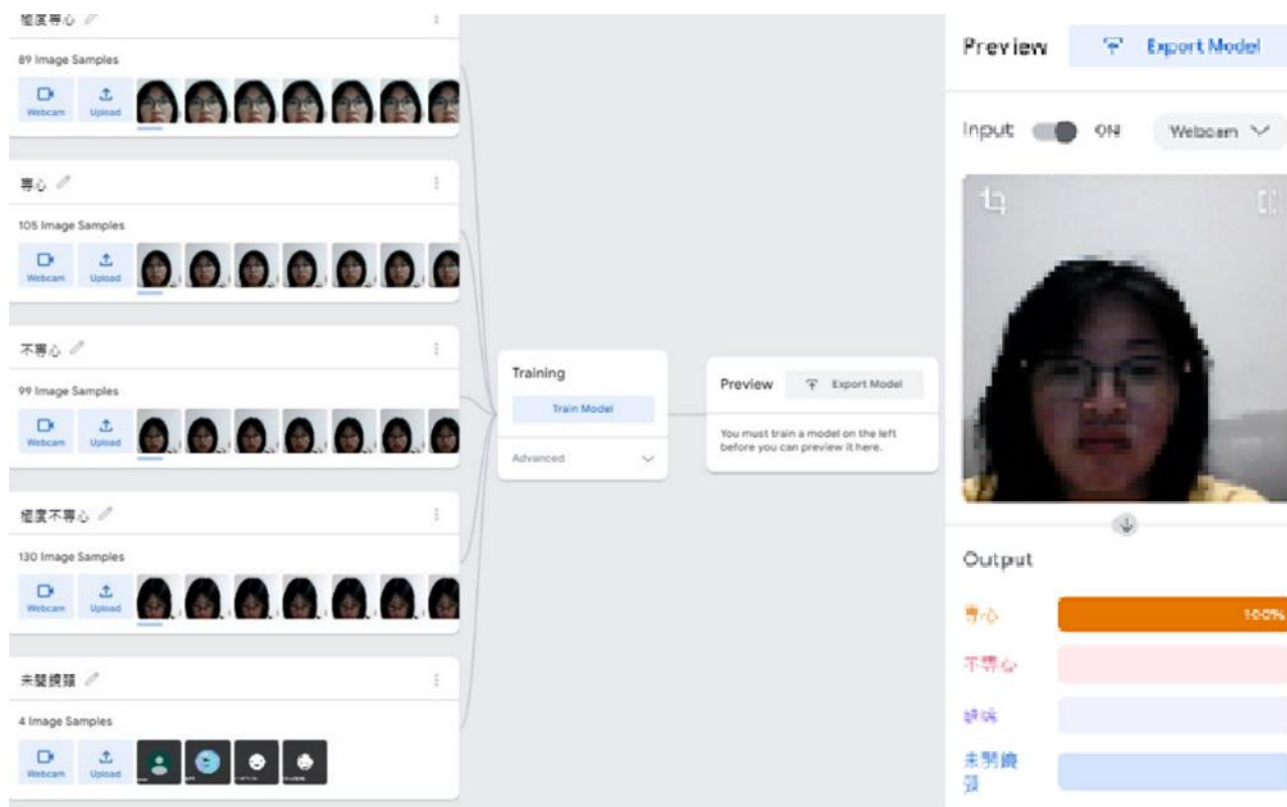 極度專心
89 Image Samples
Webcam
Upload
專心
105 Image Samples
Webcam
Upload
不專心
99 Image Samples
Webcam
Upload
極度不專心
130 Image Samples
Webcam
Upload
未開鏡頭
4 Image Samples
Webcam
Upload
Training
Train Model
Advanced
Preview
Export Model
You must train a model on the left
before you can preview it here.
Preview
Export Model
Input
ON
Webcam
Output
專心
100%
不專心
未開鏡
頭